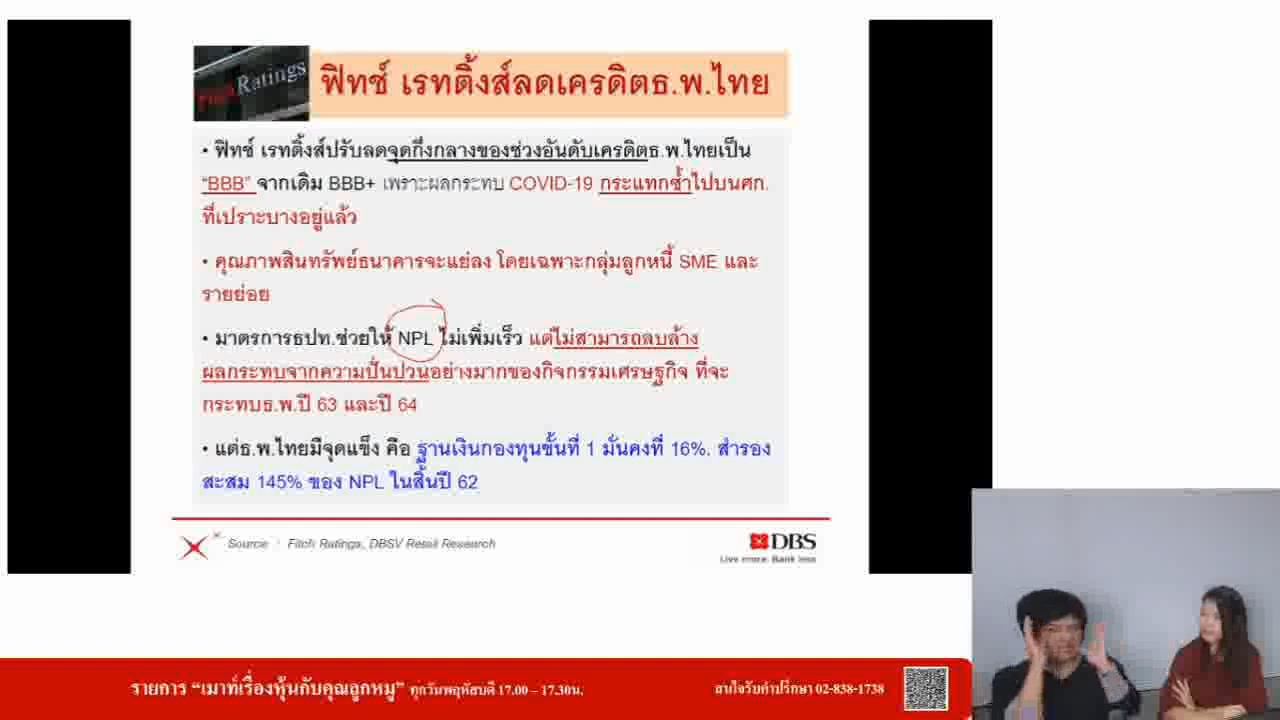 Ratings
ฟิทช์ เรทติ้งส์ลดเครดิตธ.พ.ไทย
• ฟิทช์ เรทติ้งส์ปรับลดจุดกึ่งกลางของช่วงอันดับเครดิตธ.พ.ไทยเป็น
“BBB” จากเดิม BBB+ เพราะผลกระทบ COVID-19 กระแทกซ้ำไปบนศก.
ที่เปราะบางอยู่แล้ว
• คุณภาพสินทรัพย์ธนาคารจะแย่ลง โดยเฉพาะกลุ่มลูกหนี้ SME และ
รายย่อย
• มาตรการธปท.ช่วยให้ NPL ไม่เพิ่มเร็ว แต่ไม่สามารถลบล้าง
ผลกระทบจากความปั่นป่วนอย่างมากของกิจกรรมเศรษฐกิจ ที่จะ
กระทบธ.พ.ปี 63 และปี 64
• แต่ธ.พ.ไทยมีจุดแข็ง คือ ฐานเงินกองทุนชั้นที่ 1 มั่นคงที่ 16%. สำรอง
สะสม 145% ของ NPL ในสิ้นปี 62
Source : Fitch Ratings, DBSV Retail Research
DBS
Live more, Bank less
รายการ “เมาท์เรื่องหุ้นกับคุณลูกหมู” ทุกวันพฤหัสบดี 17.00 – 17.30น.
สนใจรับคำปรึกษา 02-838-1738